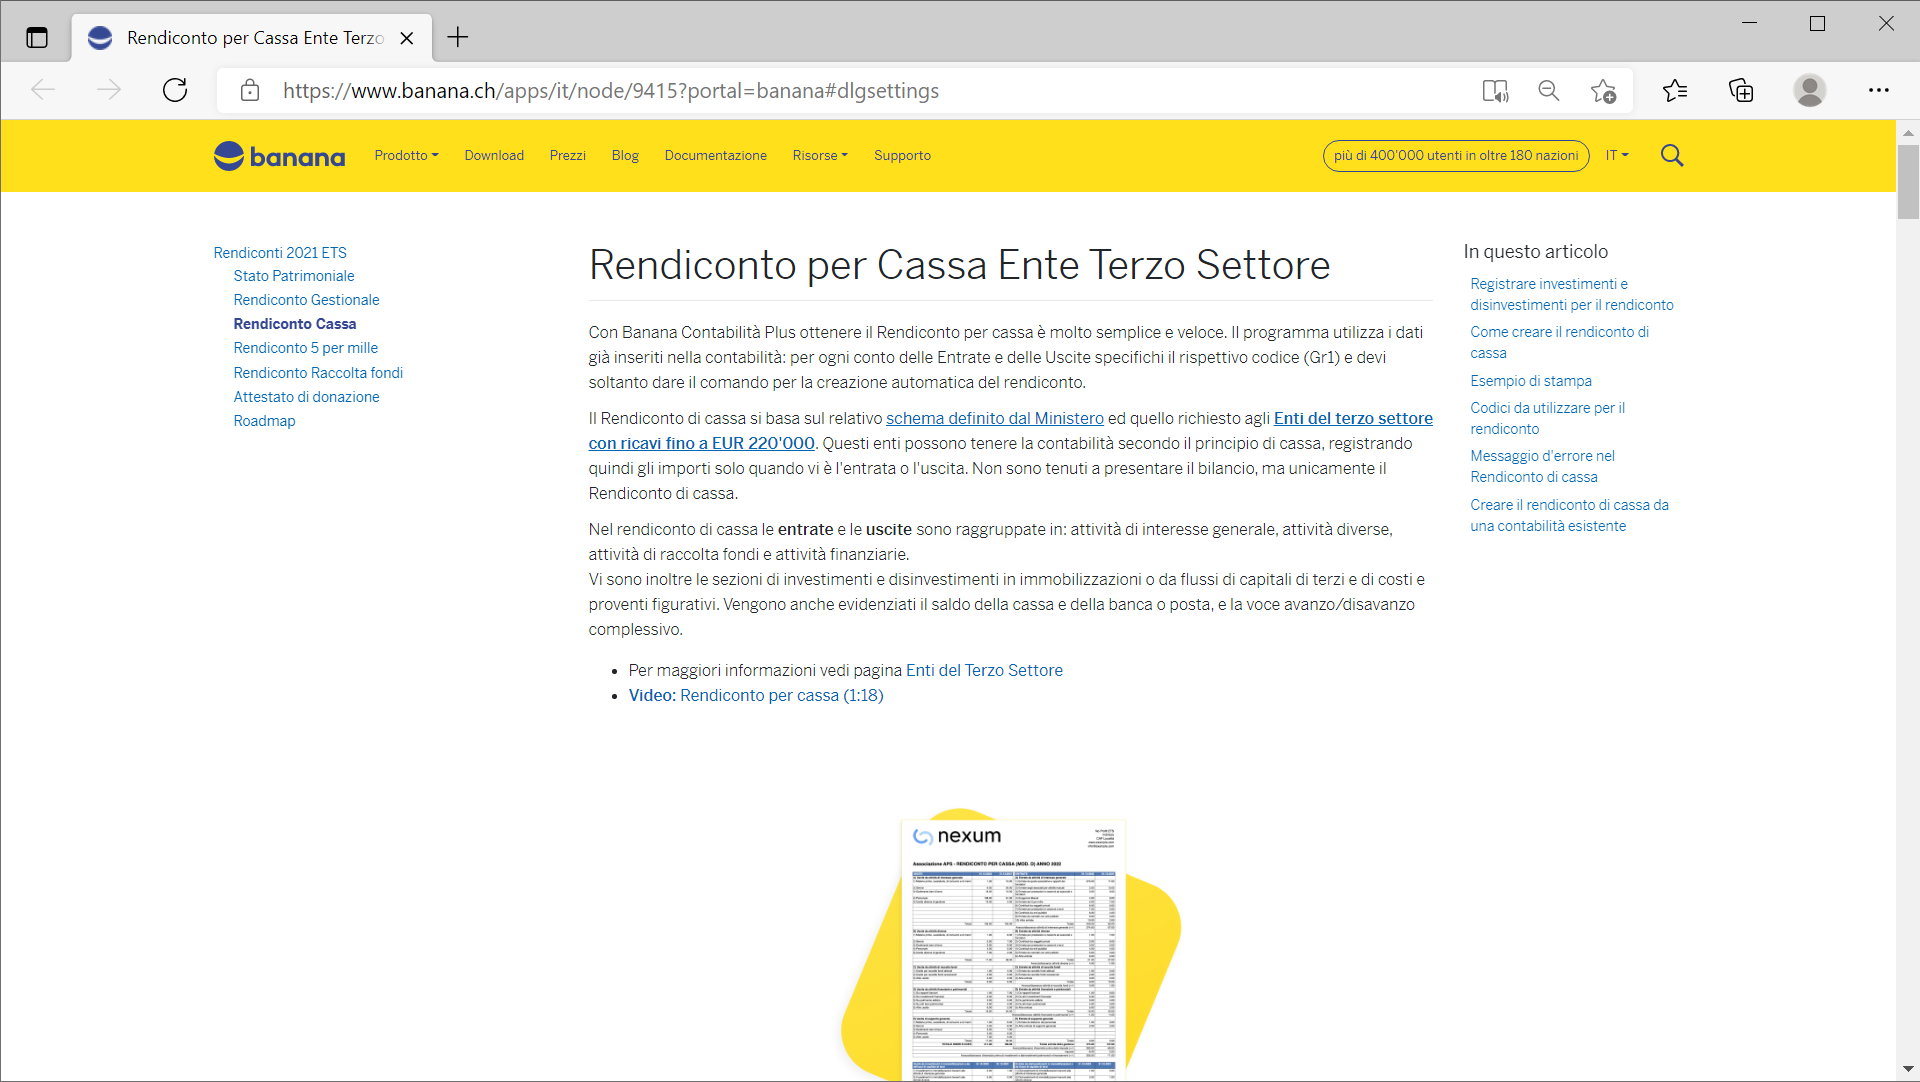 Rendiconto per Cassa Ente Terzo
https://www.banana.ch/apps/it/node/9415?portal=banana#dlgsettings
banana
Prodotto
Download
Prezzi
Blog
Documentazione
Risorse
Supporto
più di 400'000 utenti in oltre 180 nazioni
IT
Rendiconti 2021 ETS
Stato Patrimoniale
Rendiconto Gestionale
Rendiconto Cassa
Rendiconto 5 per mille
Rendiconto Raccolta fondi
Attestato di donazione
Roadmap
Rendiconto per Cassa Ente Terzo Settore
Con Banana Contabilità Plus ottenere il Rendiconto per cassa è molto semplice e veloce. Il programma utilizza i dati
già inseriti nella contabilità: per ogni conto delle Entrate e delle Uscite specifichi il rispettivo codice (Gr1) e devi
soltanto dare il comando per la creazione automatica del rendiconto.
Il Rendiconto di cassa si basa sul relativo schema definito dal Ministero ed quello richiesto agli Enti del terzo settore
con ricavi fino a EUR 220'000. Questi enti possono tenere la contabilità secondo il principio di cassa, registrando
quindi gli importi solo quando vi è l'entrata o l'uscita. Non sono tenuti a presentare il bilancio, ma unicamente il
Rendiconto di cassa.
Nel rendiconto di cassa le entrate e le uscite sono raggruppate in: attività di interesse generale, attività diverse,
attività di raccolta fondi e attività finanziarie.
Vi sono inoltre le sezioni di investimenti e disinvestimenti in immobilizzazioni o da flussi di capitali di terzi e di costi e
proventi figurativi. Vengono anche evidenziati il saldo della cassa e della banca o posta, e la voce avanzo/disavanzo
complessivo.
Per maggiori informazioni vedi pagina Enti del Terzo Settore
Video: Rendiconto per cassa (1:18)
In questo articolo
Registrare investimenti e
disinvestimenti per il rendiconto
Come creare il rendiconto di
cassa
Esempio di stampa
Codici da utilizzare per il
rendiconto
Messaggio d'errore nel
Rendiconto di cassa
Creare il rendiconto di cassa da
una contabilità esistente
nexum
Associazione APS - RENDICONTO PER CASSA (MOD. D) ANNO 2022